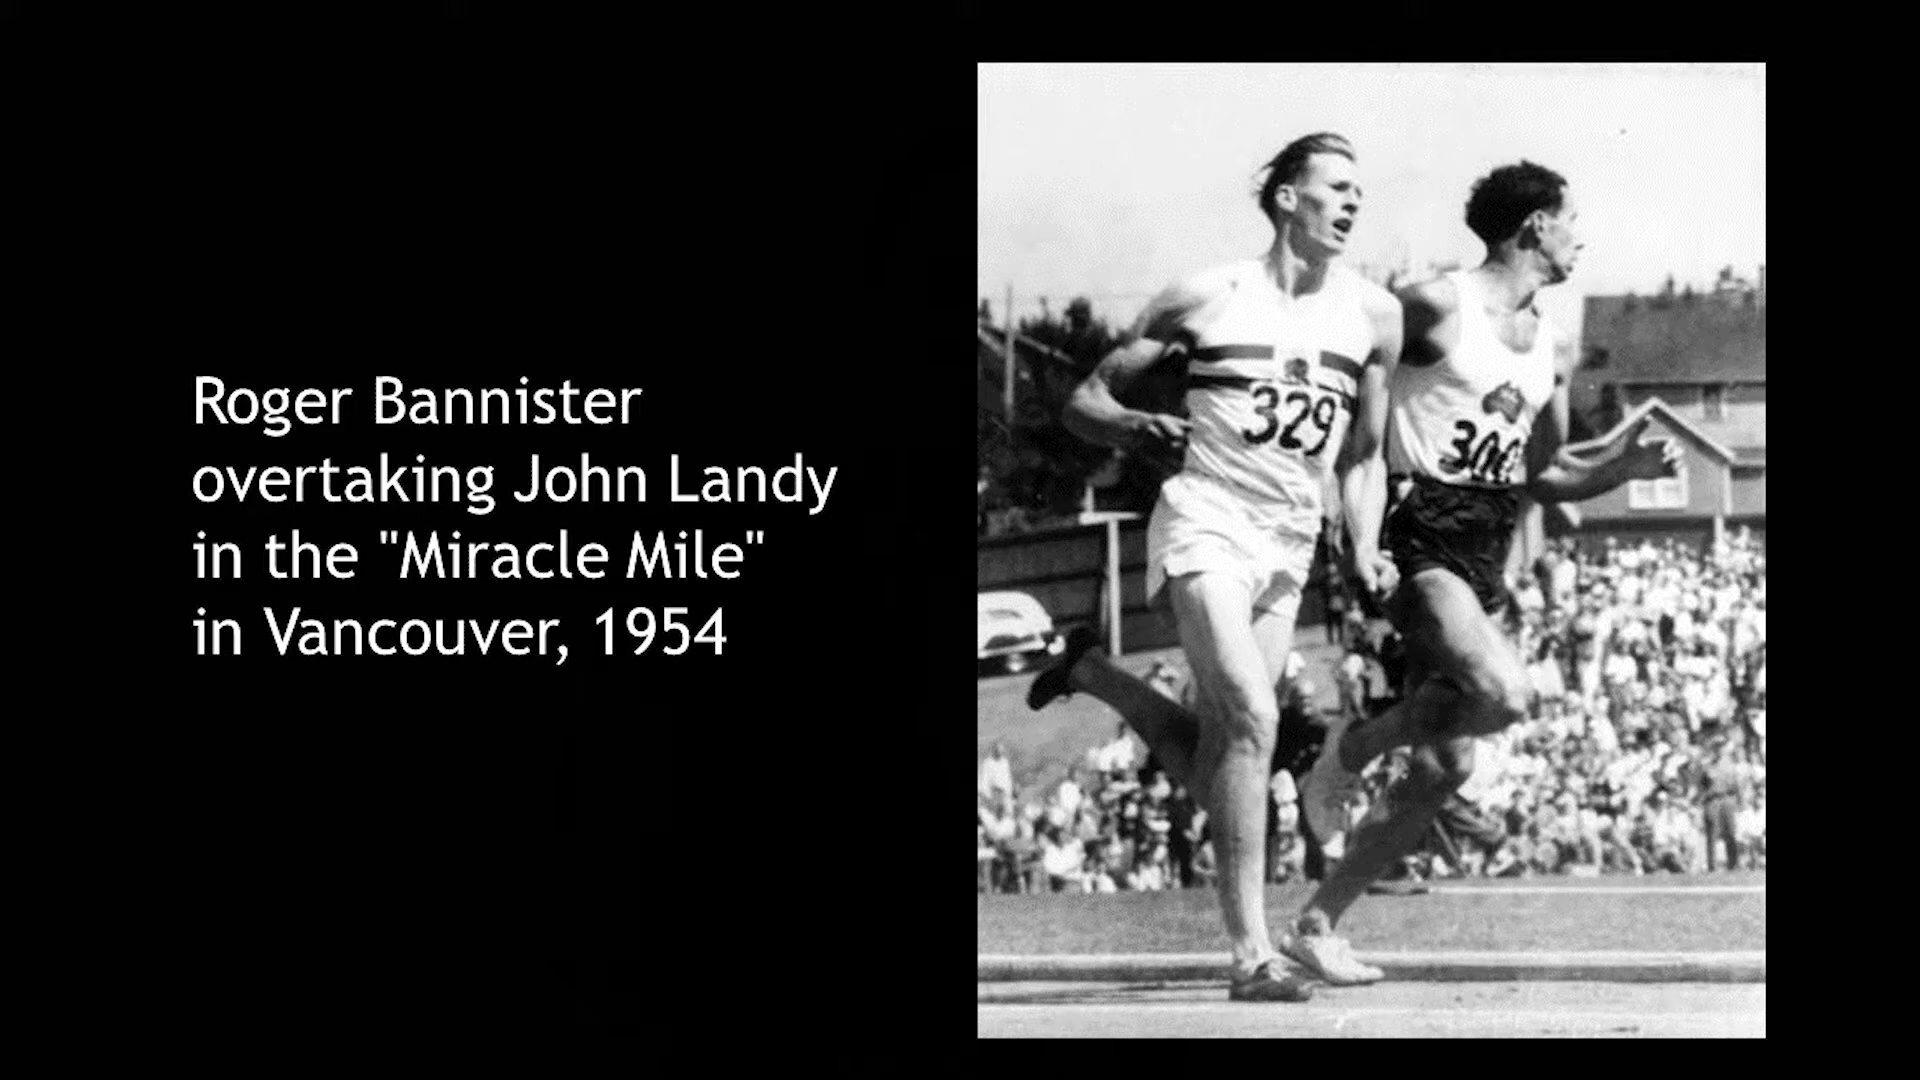 Roger Bannister
overtaking John Landy
in the "Miracle Mile"
in Vancouver, 1954
329